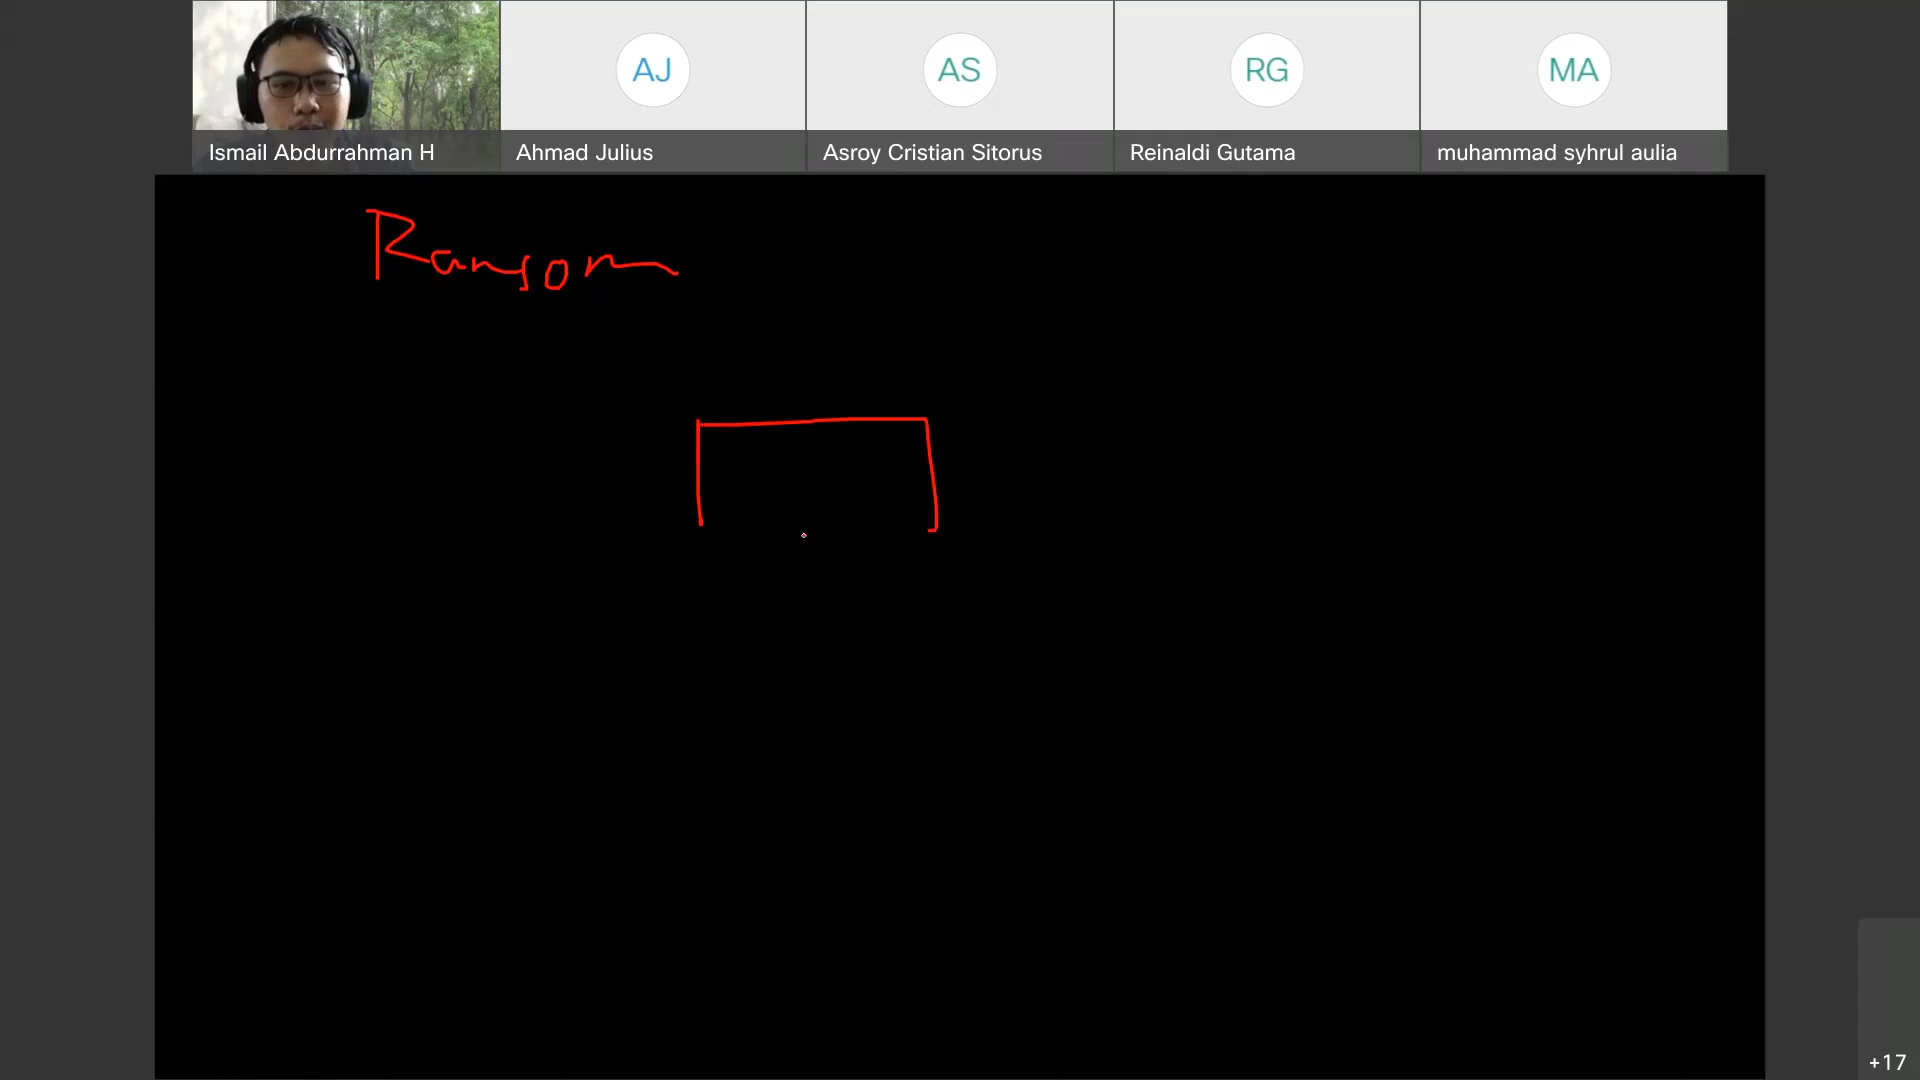 AJ
AS
RG
MA
Ismail Abdurrahman H
Ahmad Julius
Asroy Cristian Sitorus
Reinaldi Gutama
muhammad syhrul aulia
Ransom
+17